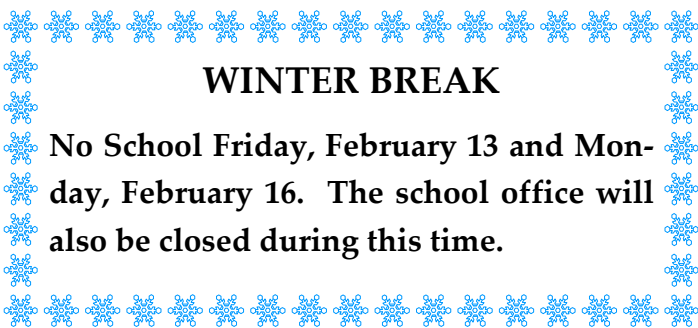 WINTER BREAK
No School Friday, February 13 and Mon-
day, February 16.  The school office will
also be closed during this time.